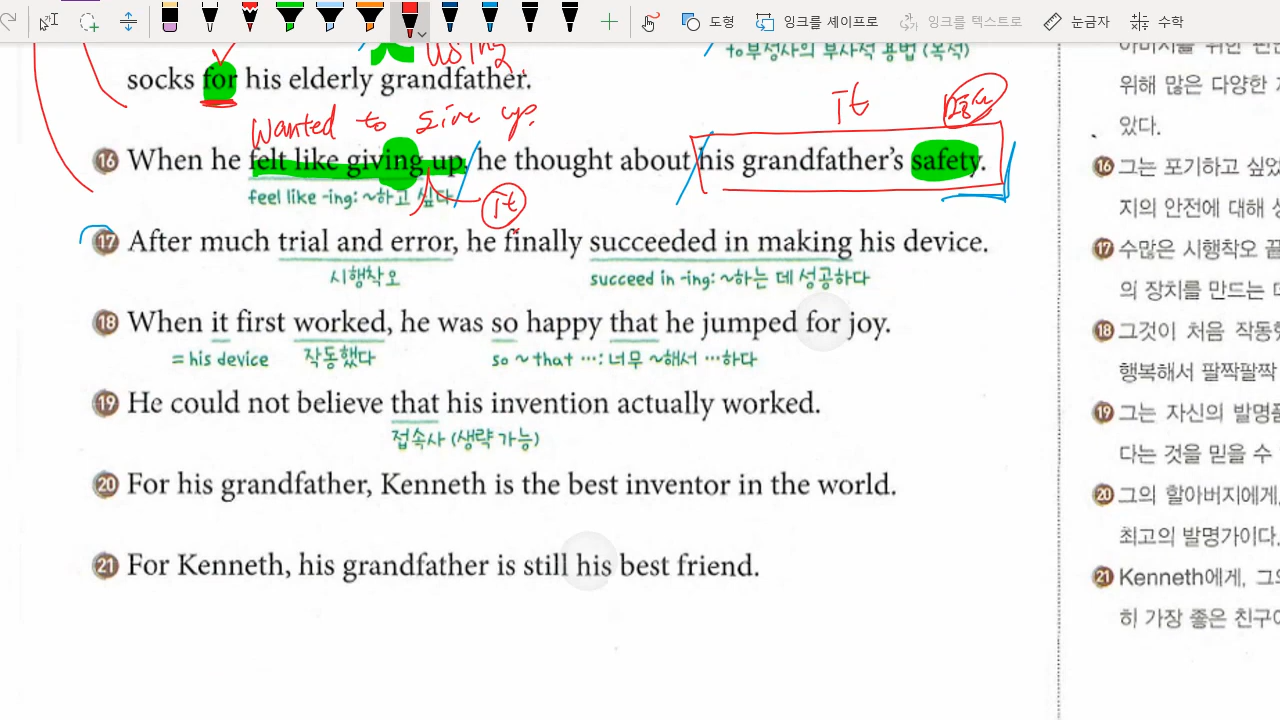 도형 잉크를 셰이프로 잉크를 텍스트로 눈금자 수학
using
to부정사의 부사적 용법 (목적)
socks for his elderly grandfather.
Wanted to give up.
It
⑯ When he felt like giving up, he thought about his grandfather's safety.
feel like -ing: ~하고 싶다
It
⑰ After much trial and error, he finally succeeded in making his device.
시행착오
succeed in -ing: ~하는 데 성공하다
⑱ When it first worked, he was so happy that he jumped for joy.
= his device
작동했다
so ~ that …: 너무 ~해서 …하다
⑲ He could not believe that his invention actually worked.
접속사 (생략 가능)
⑳ For his grandfather, Kenneth is the best inventor in the world.
㉑ For Kenneth, his grandfather is still his best friend.
위해 많은 다양한
았다.
⑯ 그는 포기하고 싶었
지의 안전에 대해
⑰ 수많은 시행착오 끝
의 장치를 만드는 데
⑱ 그것이 처음 작동했
행복해서 팔짝팔짝
⑲ 그는 자신의 발명품
다는 것을 믿을 수
⑳ 그의 할아버지에게,
최고의 발명가이다.
㉑ Kenneth에게, 그의
히 가장 좋은 친구이